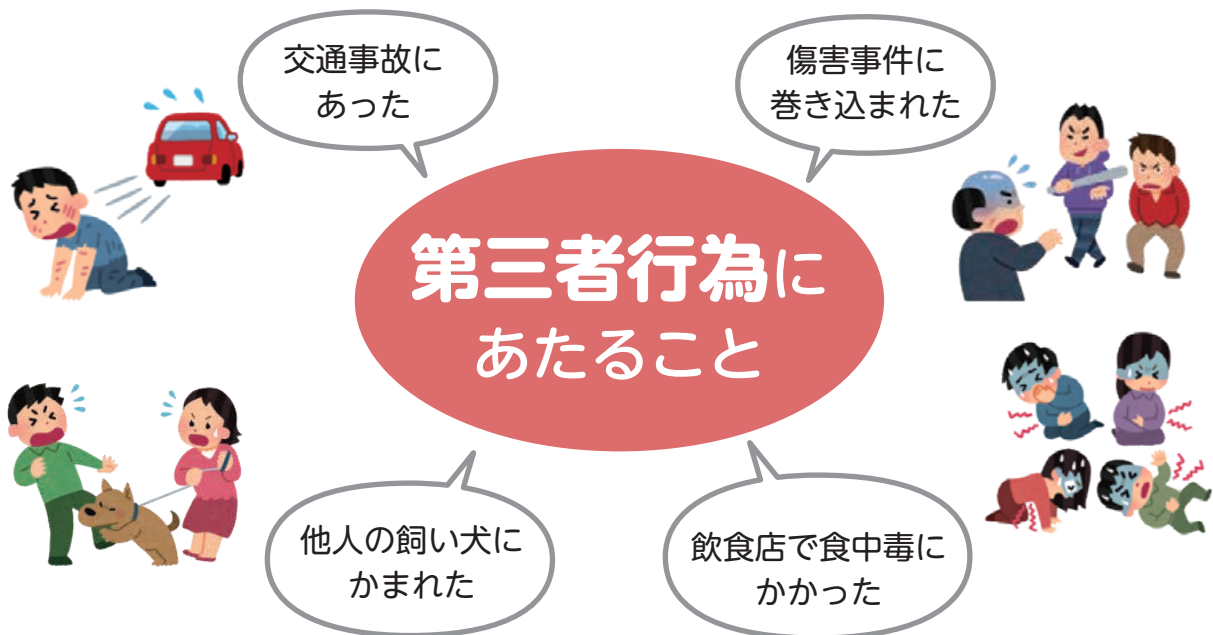 交通事故に
あった
傷害事件に
巻き込まれた
第三者行為に
あたること
他人の飼い犬に
かまれた
飲食店で食中毒に
かかった